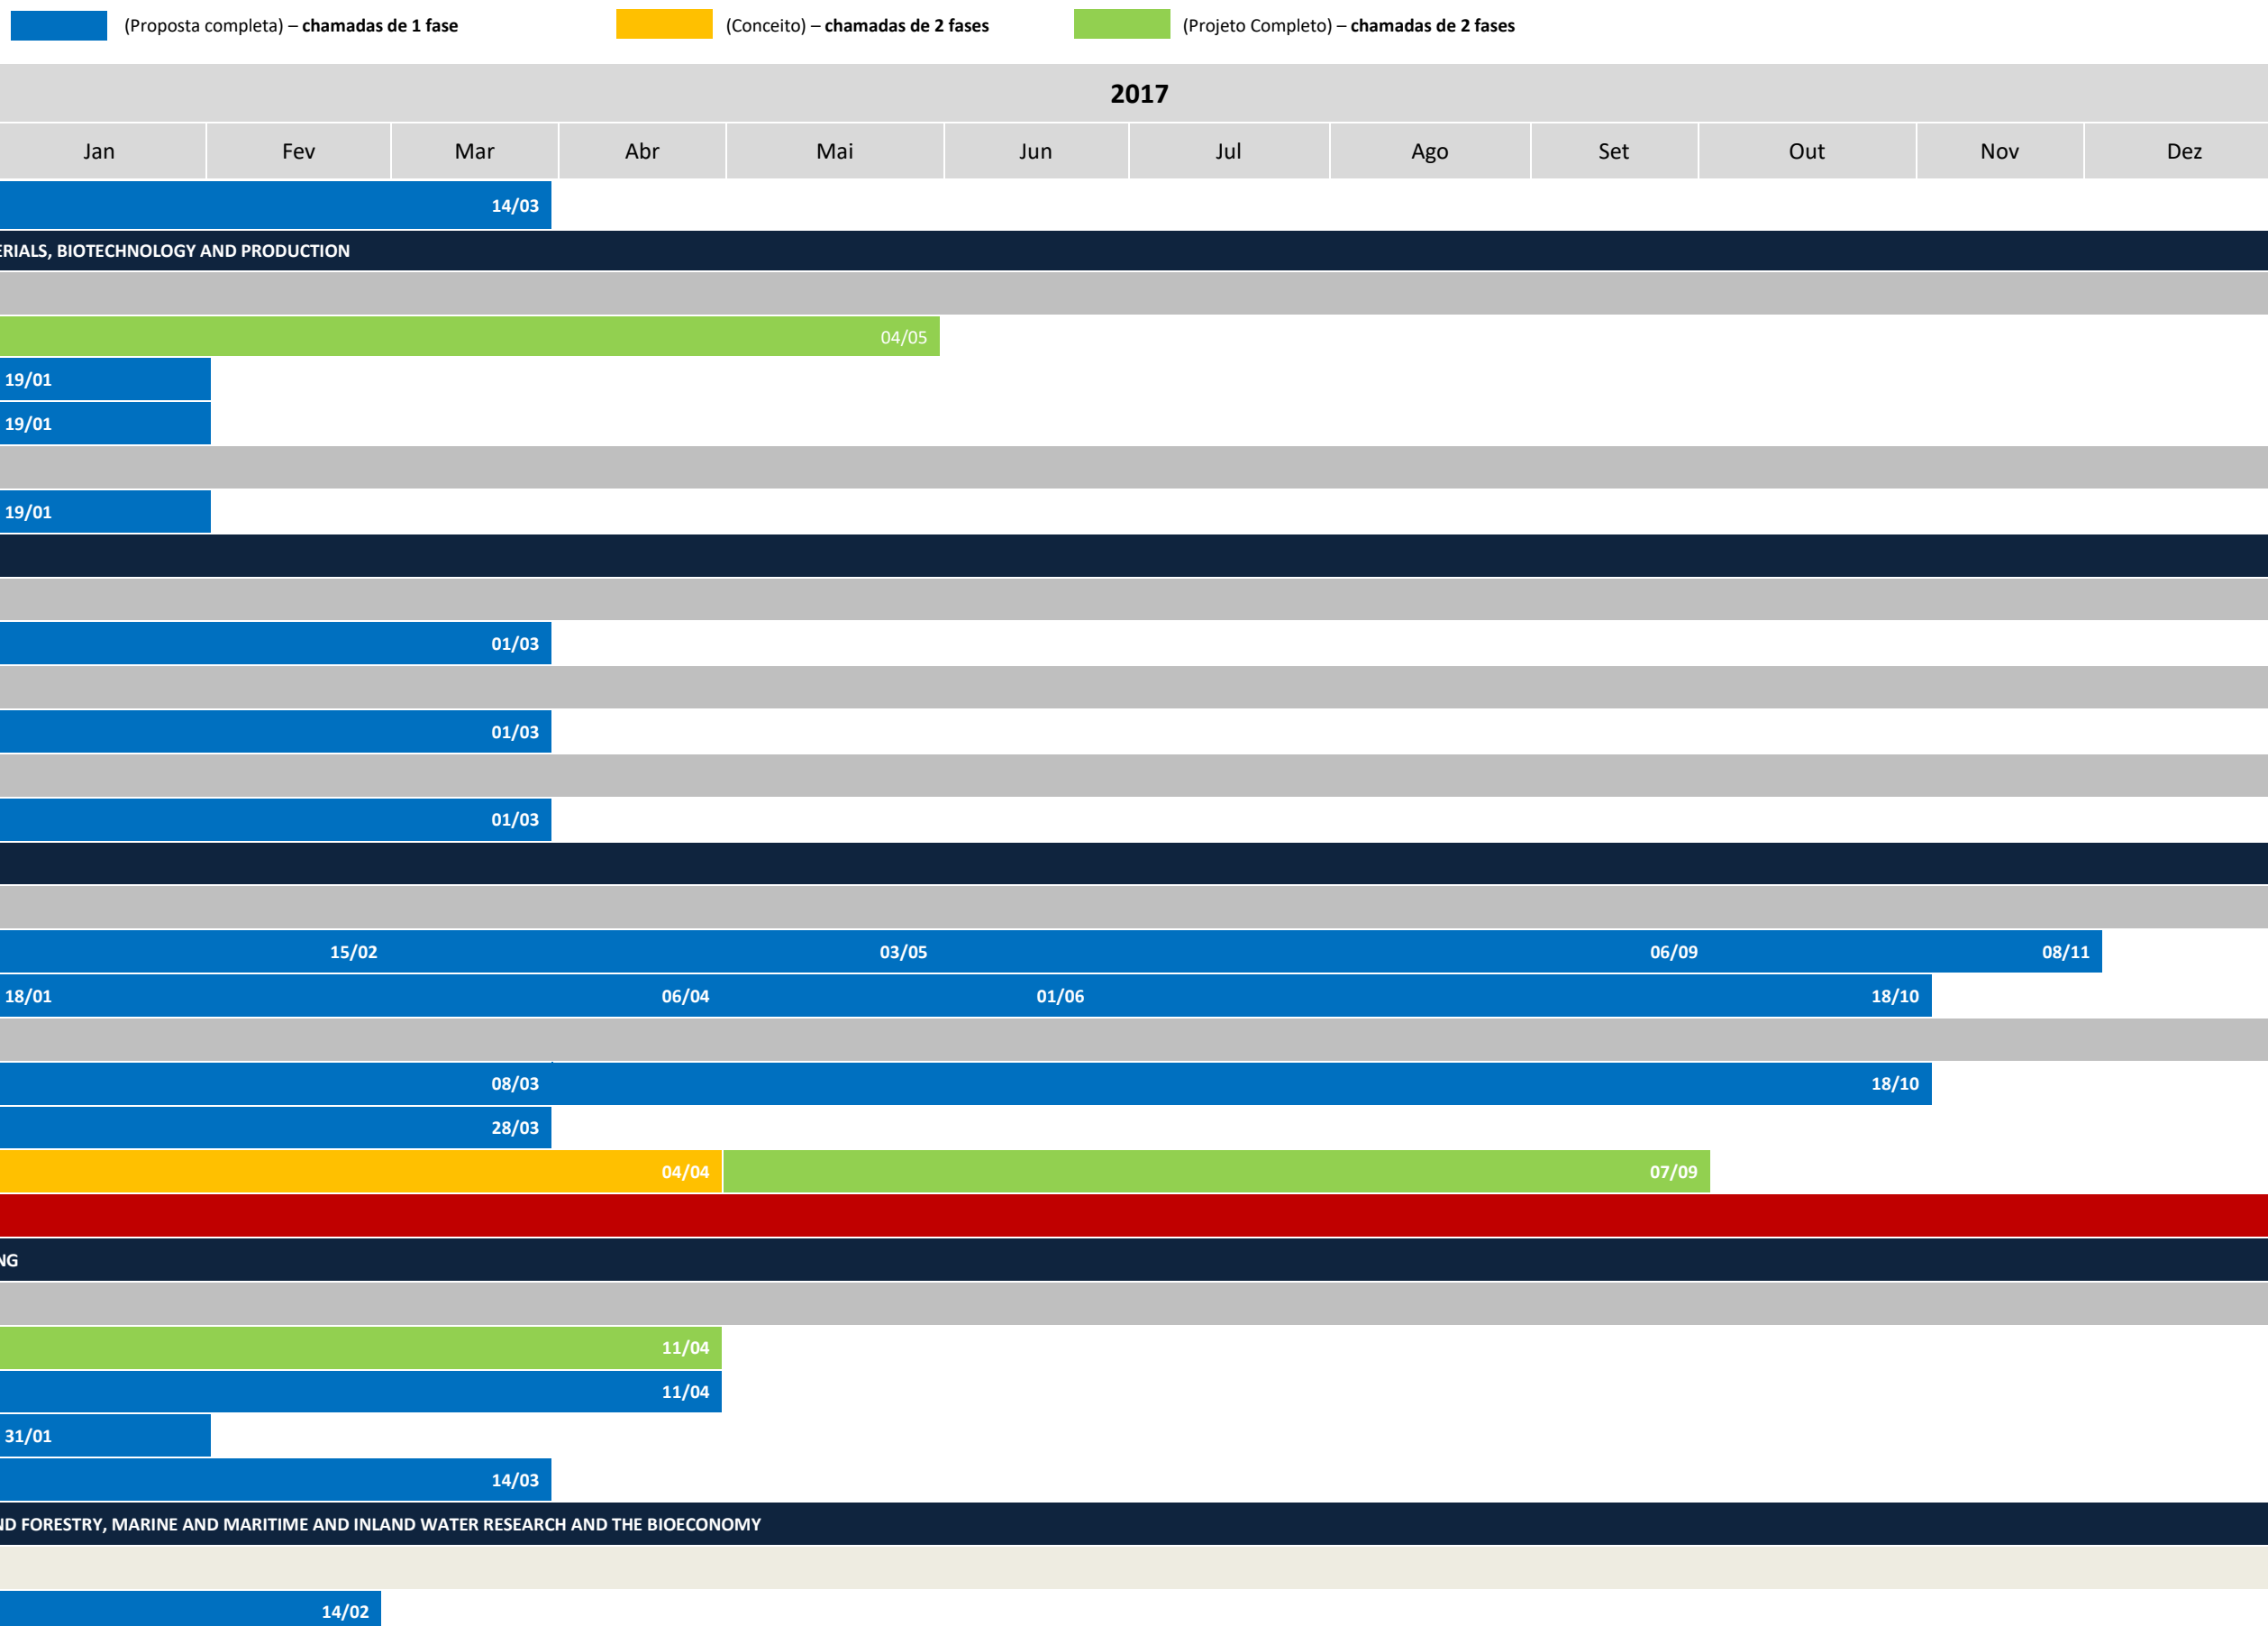 (Proposta completa) – chamadas de 1 fase (Conceito) – chamadas de 2 fases (Projeto Completo) – chamadas de 2 fases
2017
Jan Fev Mar Abr Mai Jun Jul Ago Set Out Nov Dez
14/03
ERIALS, BIOTECHNOLOGY AND PRODUCTION
04/05
19/01
19/01
19/01
01/03
01/03
01/03
15/02 03/05 06/09 08/11
18/01 06/04 01/06 18/10
08/03 18/10
28/03
04/04 07/09
NG
11/04
11/04
31/01
14/03
ND FORESTRY, MARINE AND MARITIME AND INLAND WATER RESEARCH AND THE BIOECONOMY
14/02